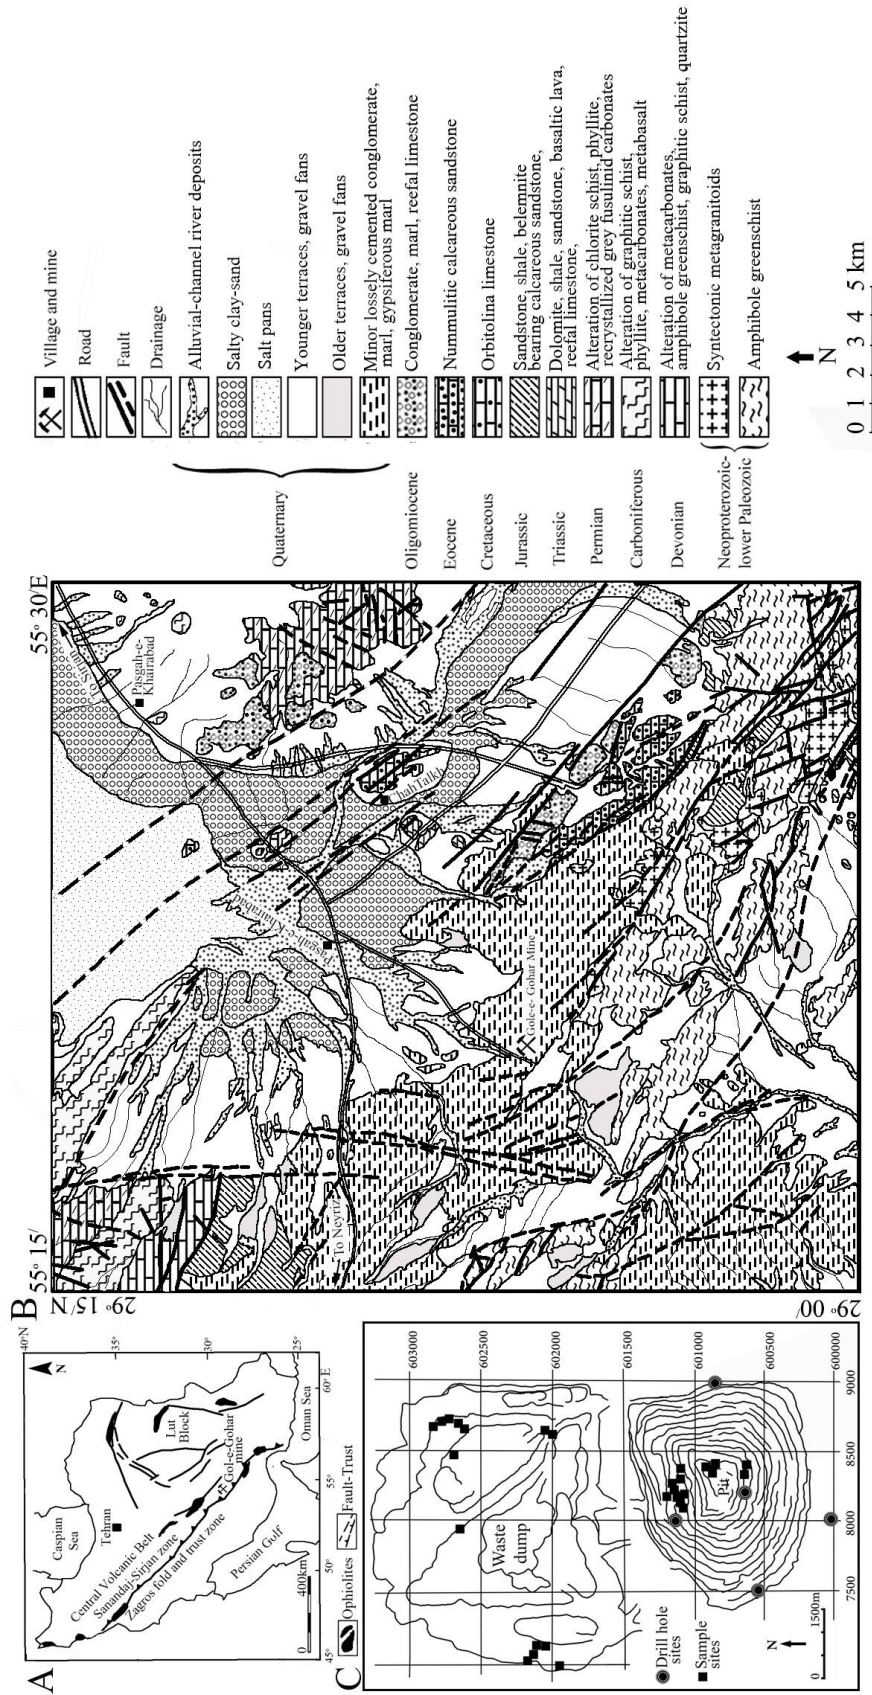 A
40°N
35°
30°
25°
60° E
55°
50°
45°
N
Caspian
Sea
Tehran
Lut
Block
Gol-e-Gohar
mine
Central Volcanic Belt
Sanandaj-Sirjan zone
Zagros fold and trust zone
Persian Golf
Oman Sea
0
400km
Ophiolites
Fault-Trust
B
55° 15/
55° 30/E
29° 15/ N
29° 00/
To Sirjan
Pasgah-e-
Khairabad
Khairabad
Pasgah
To Neyriz
Gole-e- Gohar Mine
Quaternary
Oligomiocene
Eocene
Cretaceous
Jurassic
Triassic
Permian
Carboniferous
Devonian
Neoproterozoic-
lower Paleozoic
Village and mine
Road
Fault
Drainage
Alluvial-channel river deposits
Salty clay-sand
Salt pans
Younger terraces, gravel fans
Older terraces, gravel fans
Minor lossely cemented conglomerate,
marl, gypsiferous marl
Conglomerate, marl, reefal limestone
Nummulitic calcareous sandstone
Orbitolina limestone
Sandstone, shale, belemnite
bearing calcareous sandstone,
Dolomite, shale, sandstone, basaltic lava,
reefal limestone,
Alteration of chlorite schist, phyllite,
recrystallized grey fusulinid carbonates
Alteration of graphitic schist,
phyllite, metacarbonates, metabasalt
Alteration of metacarbonates,
amphibole greenschist, graphitic schist, quartzite
Syntectonic metagranitoids
Amphibole greenschist
N
0 1 2 3 4 5 km
C
603000
602500
602000
601500
601000
600500
600000
9000
8500
8000
7500
Waste
dump
Pit
Drill hole
sites
Sample
sites
N
0
1500m